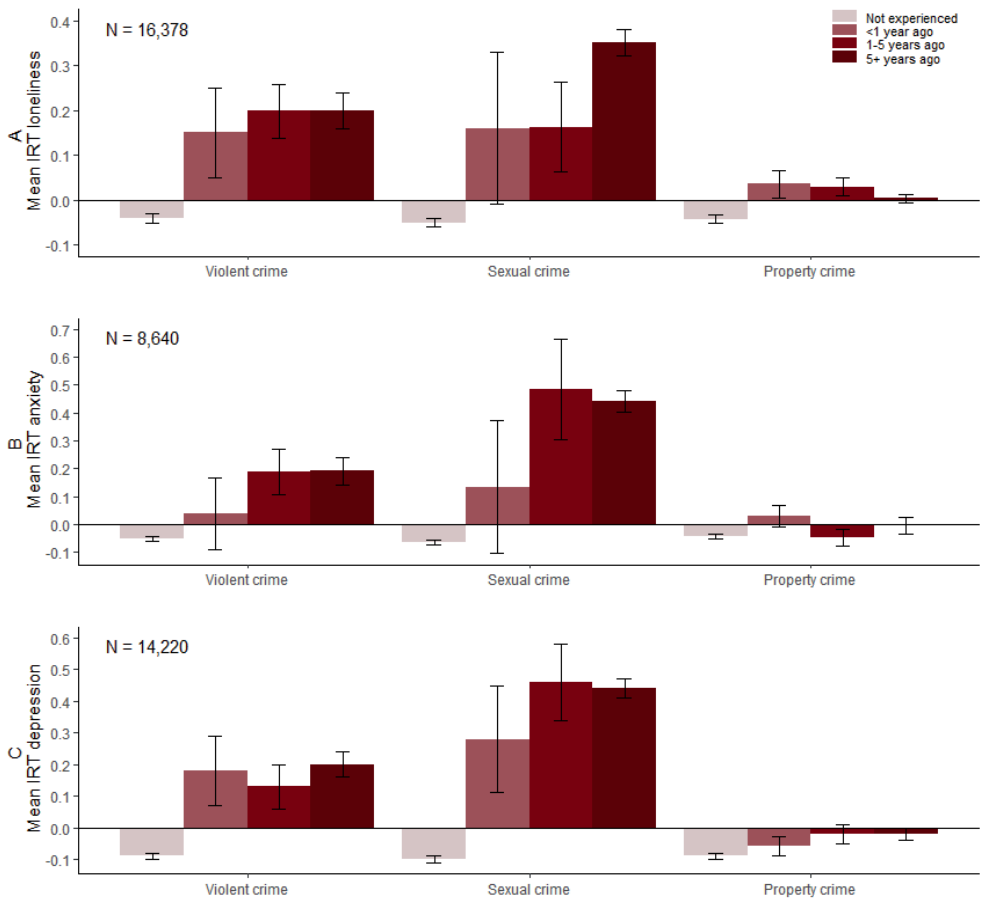 N = 16,378
Not experienced
<1 year ago
1-5 years ago
5+ years ago
A
Mean IRT loneliness
0.4
0.3
0.2
0.1
0.0
-0.1
Violent crime Sexual crime Property crime
N = 8,640
B
Mean IRT anxiety
0.7
0.6
0.5
0.4
0.3
0.2
0.1
0.0
-0.1
Violent crime Sexual crime Property crime
N = 14,220
C
Mean IRT depression
0.6
0.5
0.4
0.3
0.2
0.1
0.0
-0.1
Violent crime Sexual crime Property crime